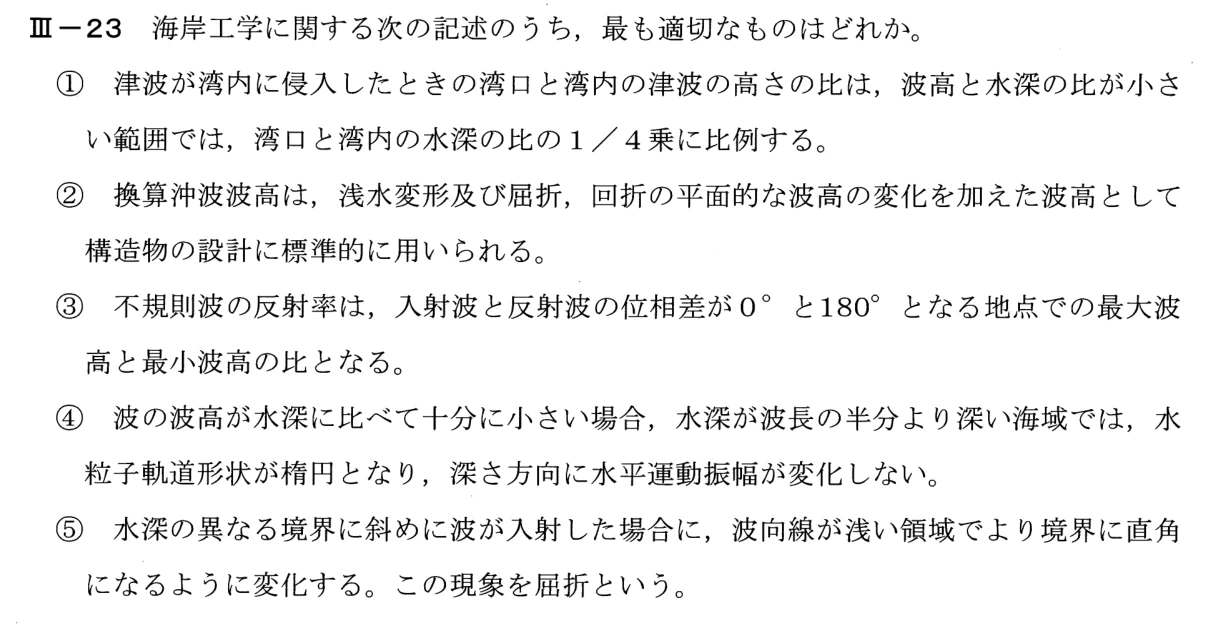 Ⅲ－23　海岸工学に関する次の記述のうち，最も適切なものはどれか。
①　津波が湾内に侵入したときの湾口と湾内の津波の高さの比は，波高と水深の比が小さ
い範囲では，湾口と湾内の水深の比の１／４乗に比例する。
②　換算沖波波高は，浅水変形及び屈折，回折の平面的な波高の変化を加えた波高として
構造物の設計に標準的に用いられる。
③　不規則波の反射率は，入射波と反射波の位相差が０°と180°となる地点での最大波
高と最小波高の比となる。
④　波の波高が水深に比べて十分に小さい場合，水深が波長の半分より深い海域では，水
粒子軌道形状が楕円となり，深さ方向に水平運動振幅が変化しない。
⑤　水深の異なる境界に斜めに波が入射した場合に，波向線が浅い領域でより境界に直角
になるように変化する。この現象を屈折という。